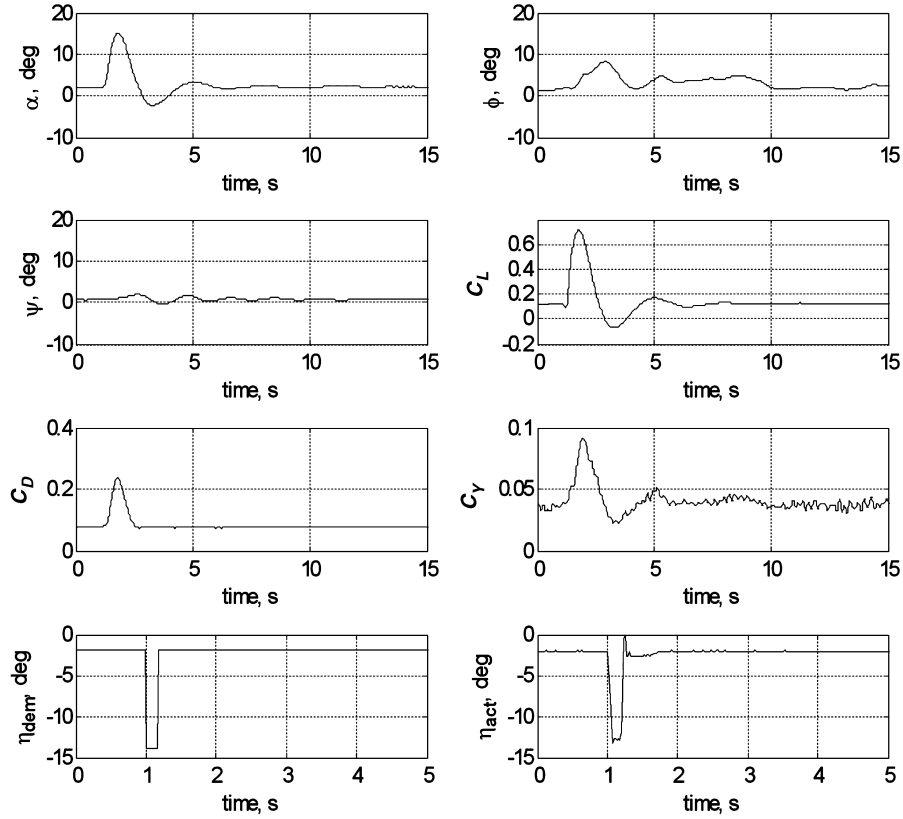 20
10
0
-10
α, deg
0 5 10 15
time, s
20
10
0
-10
ϕ, deg
0 5 10 15
time, s
20
10
0
-10
ψ, deg
0 5 10 15
time, s
0.6
0.4
0.2
0
-0.2
C_L
0 5 10 15
time, s
0.4
0.2
0
C_D
0 5 10 15
time, s
0.1
0.05
0
C_Y
0 5 10 15
time, s
0
-5
-10
-15
η_dem, deg
0 1 2 3 4 5
time, s
0
-5
-10
-15
η_act, deg
0 1 2 3 4 5
time, s